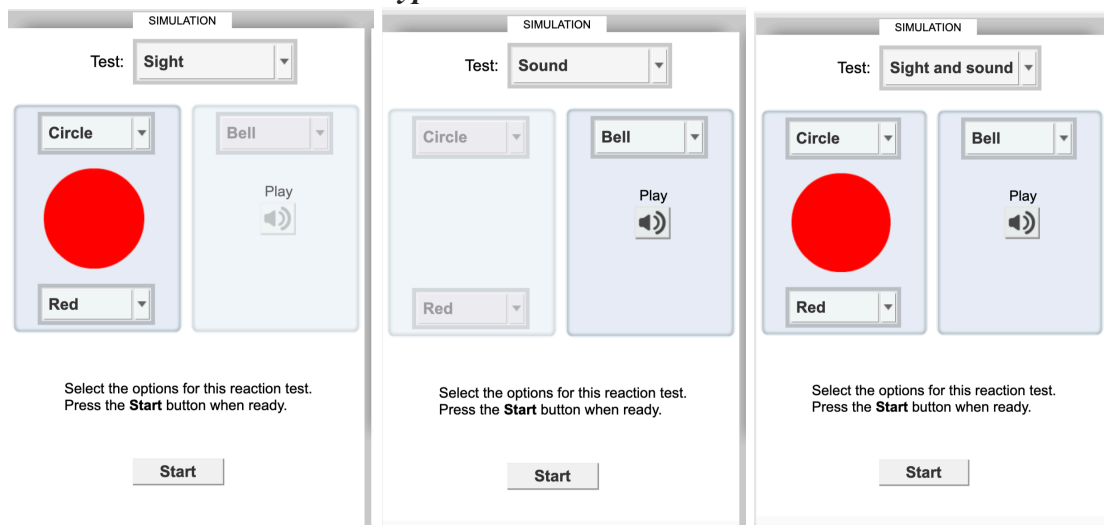 SIMULATION
Test: Sight
Circle
Bell
Play
Red
Select the options for this reaction test.
Press the Start button when ready.
Start
SIMULATION
Test: Sound
Circle
Bell
Play
Red
Select the options for this reaction test.
Press the Start button when ready.
Start
SIMULATION
Test: Sight and sound
Circle
Bell
Play
Red
Select the options for this reaction test.
Press the Start button when ready.
Start